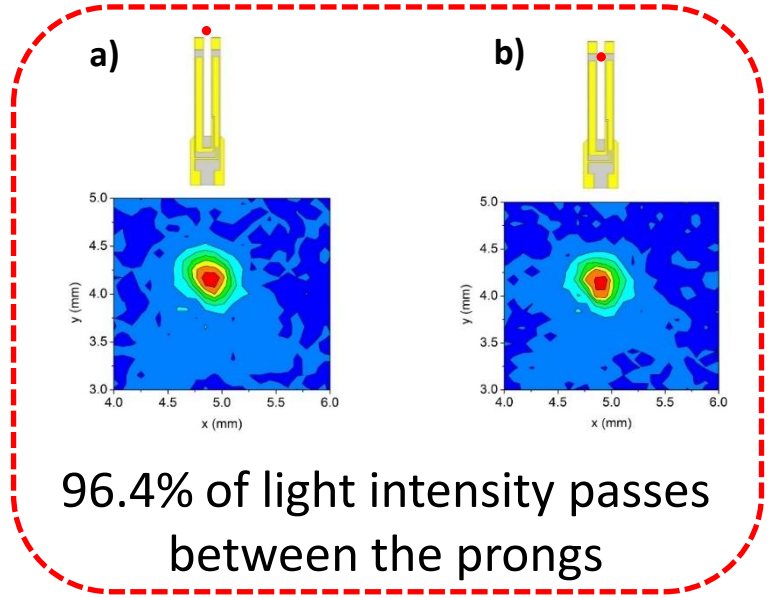 a)
b)
5.0
4.5
4.0
3.5
3.0
y (mm)
4.0 4.5 5.0 5.5 6.0
x (mm)
5.0
4.5
4.0
3.5
3.0
y (mm)
4.0 4.5 5.0 5.5 6.0
x (mm)
96.4% of light intensity passes
between the prongs